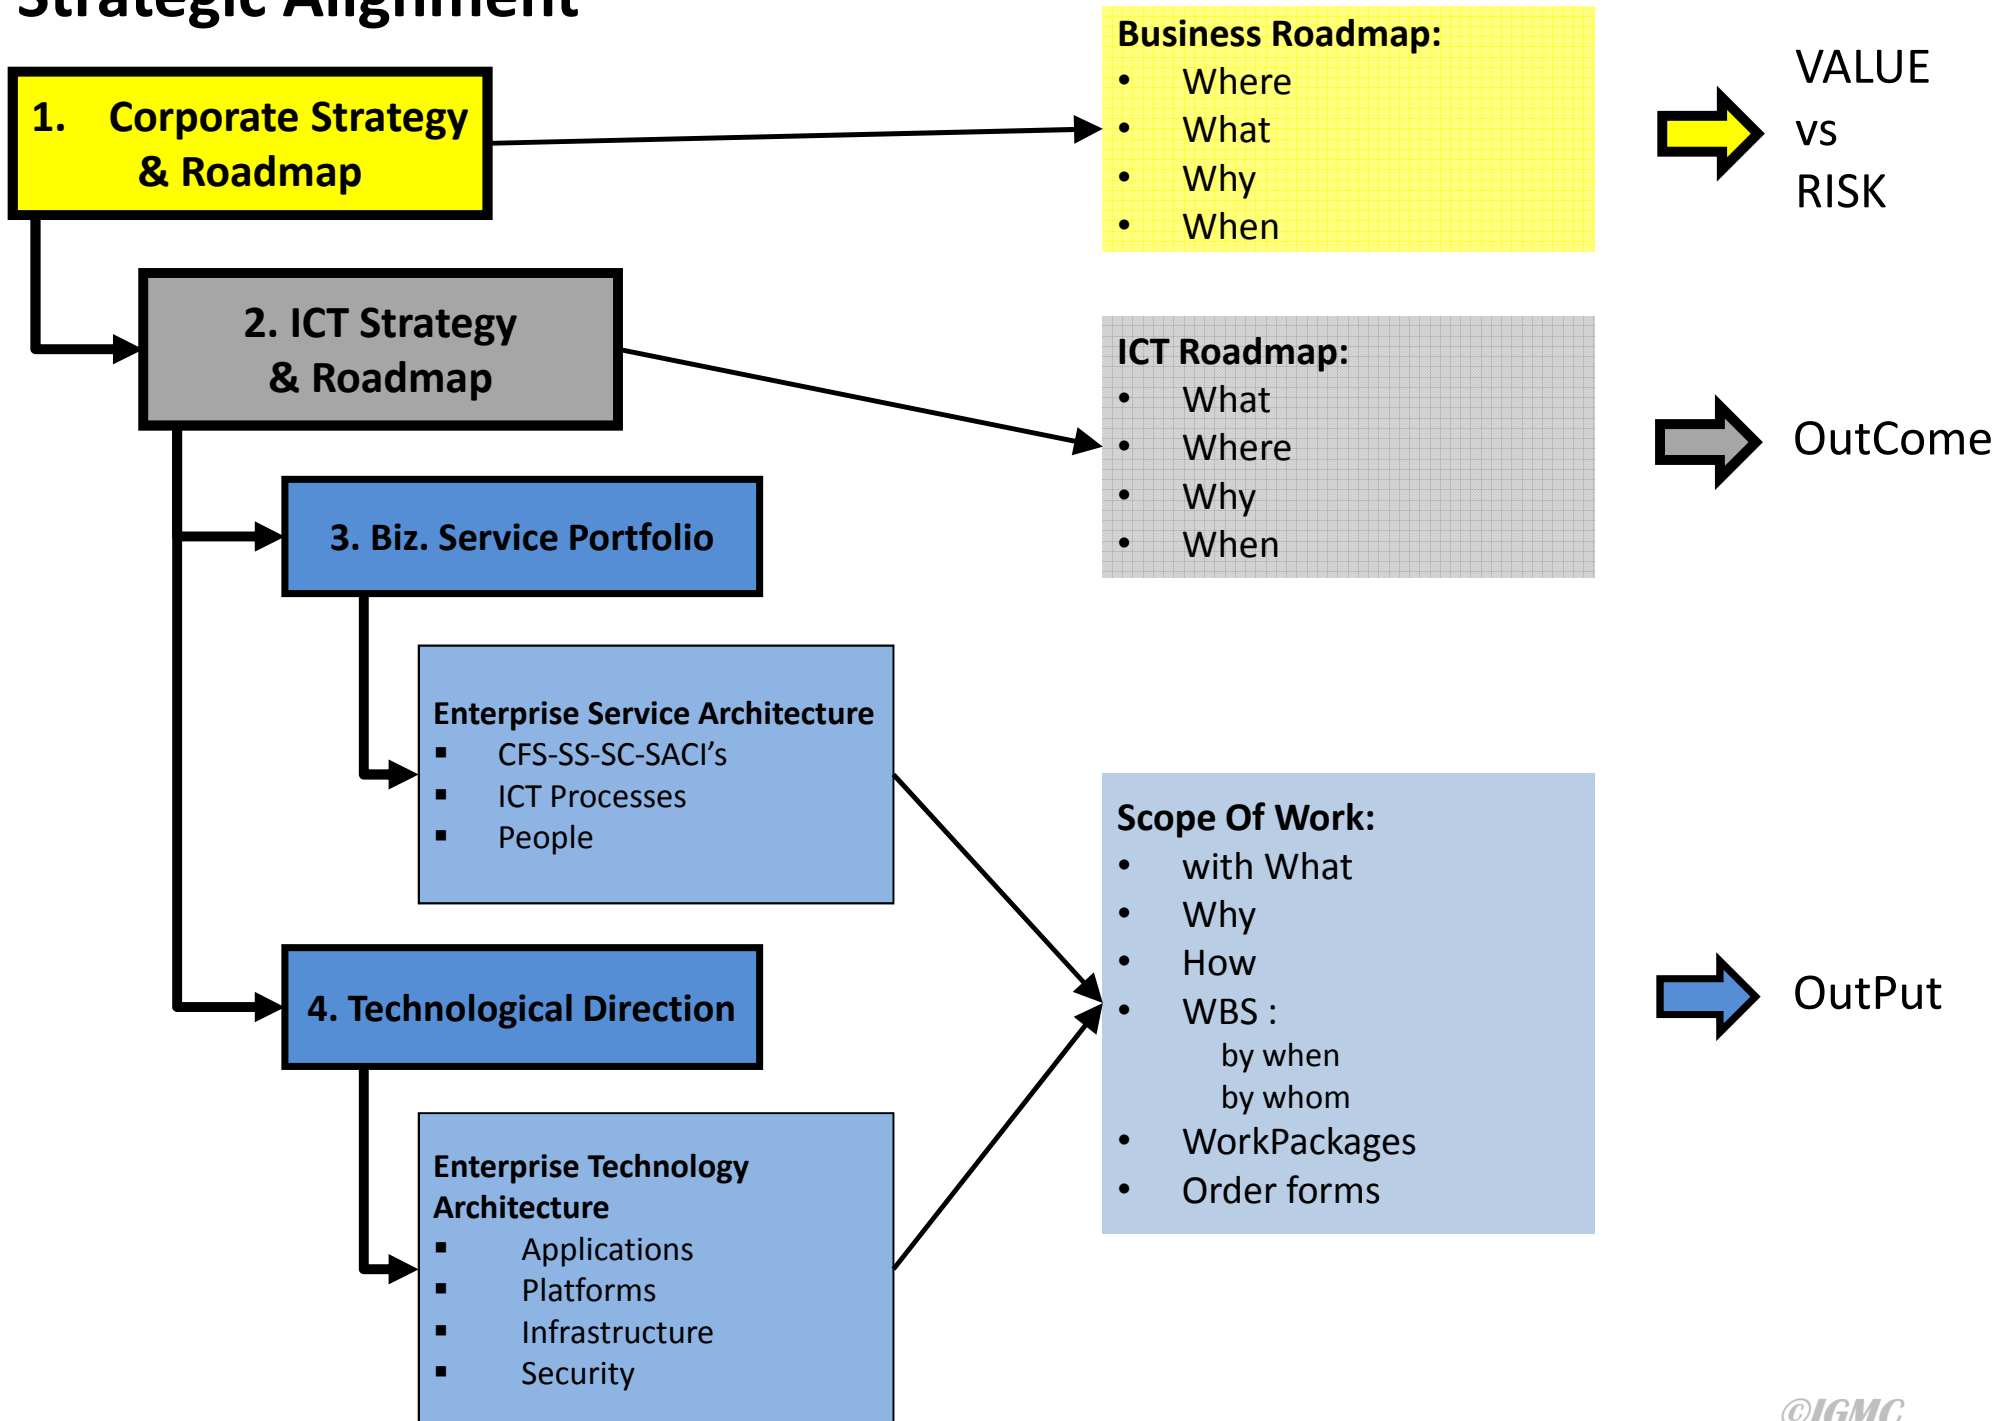 Strategic Alignment
1. Corporate Strategy
& Roadmap
2. ICT Strategy
& Roadmap
3. Biz. Service Portfolio
Enterprise Service Architecture
▪ CFS-SS-SC-SACI’s
▪ ICT Processes
▪ People
4. Technological Direction
Enterprise Technology
Architecture
▪ Applications
▪ Platforms
▪ Infrastructure
▪ Security
Business Roadmap:
• Where
• What
• Why
• When
ICT Roadmap:
• What
• Where
• Why
• When
Scope Of Work:
• with What
• Why
• How
• WBS :
by when
by whom
• WorkPackages
• Order forms
VALUE
vs
RISK
OutCome
OutPut
©IGMC